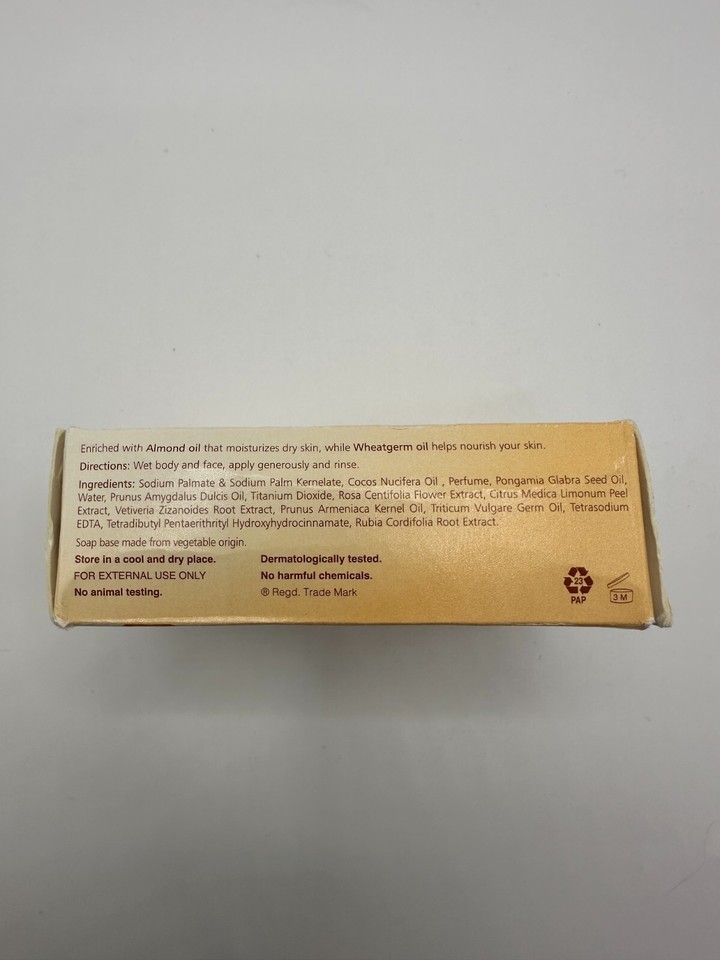 Enriched with Almond oil that moisturizes dry skin, while Wheatgerm oil helps nourish your skin.
Directions: Wet body and face, apply generously and rinse.
Ingredients: Sodium Palmate & Sodium Palm Kernelate, Cocos Nucifera Oil , Perfume, Pongamia Glabra Seed Oil,
Water, Prunus Amygdalus Dulcis Oil, Titanium Dioxide, Rosa Centifolia Flower Extract, Citrus Medica Limonum Peel
Extract, Vetiveria Zizanoides Root Extract, Prunus Armeniaca Kernel Oil, Triticum Vulgare Germ Oil, Tetrasodium
EDTA, Tetradibutyl Pentaerithrityl Hydroxyhydrocinnamate, Rubia Cordifolia Root Extract.
Soap base made from vegetable origin.
Store in a cool and dry place.
FOR EXTERNAL USE ONLY
No animal testing.
Dermatologically tested.
No harmful chemicals.
® Regd. Trade Mark
23
PAP
3 M